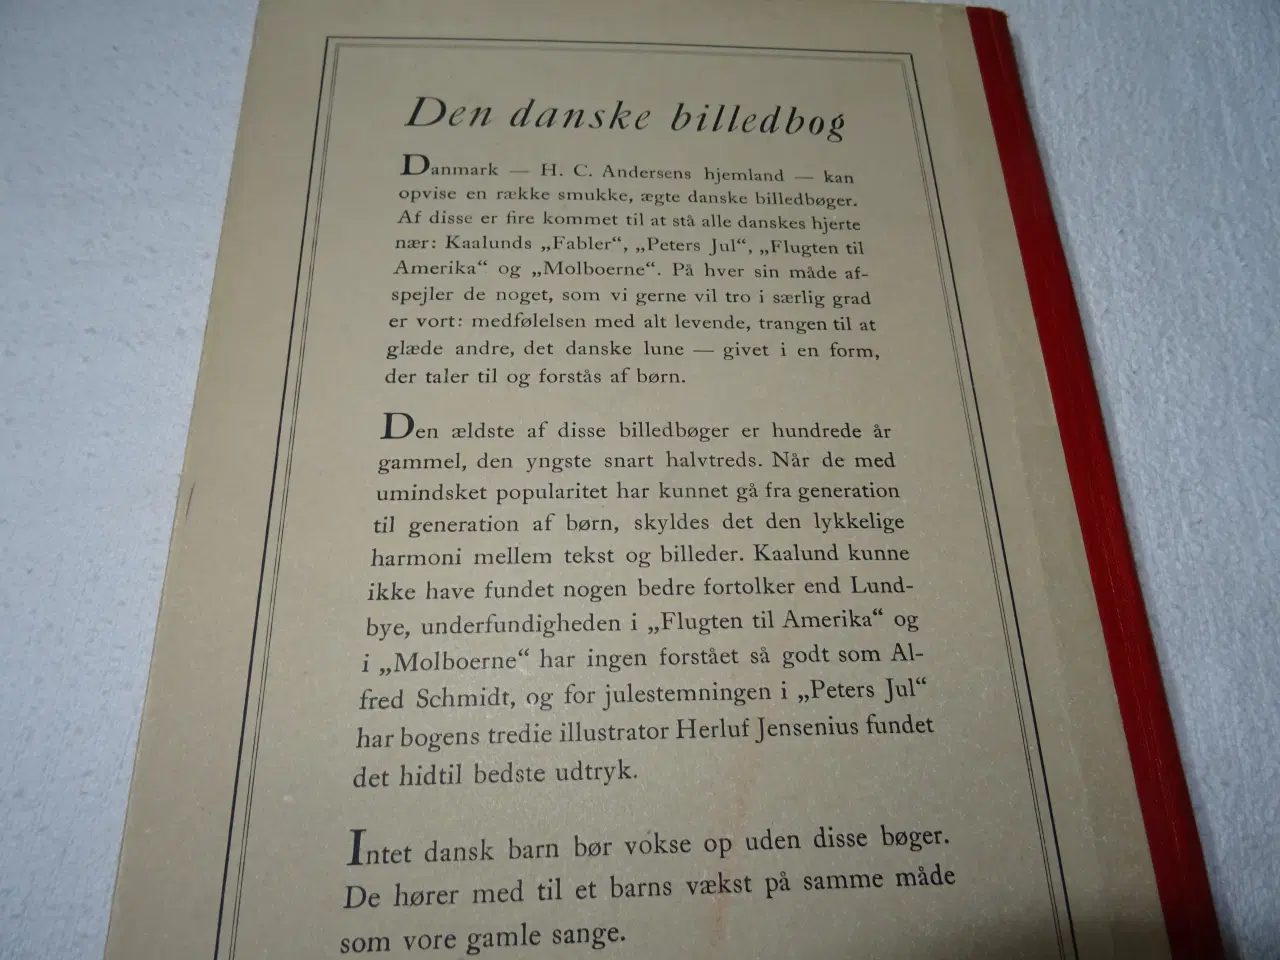 Den danske billedbog
Danmark — H. C. Andersens hjemland — kan
opvise en række smukke, ægte danske billedbøger.
Af disse er fire kommet til at stå alle danskes hjerte
nær: Kaalunds „Fabler“, „Peters Jul“, „Flugten til
Amerika“ og „Molboerne“. På hver sin måde af-
spejler de noget, som vi gerne vil tro i særlig grad
er vort: medfølelsen med alt levende, trangen til at
glæde andre, det danske lune — givet i en form,
der taler til og forstås af børn.
Den ældste af disse billedbøger er hundrede år
gammel, den yngste snart halvtreds. Når de med
umindsket popularitet har kunnet gå fra generation
til generation af børn, skyldes det den lykkelige
harmoni mellem tekst og billeder. Kaalund kunne
ikke have fundet nogen bedre fortolker end Lund-
bye, underfundigheden i „Flugten til Amerika“ og
i „Molboerne“ har ingen forstået så godt som Al-
fred Schmidt, og for julestemningen i „Peters Jul“
har bogens tredie illustrator Herluf Jensenius fundet
det hidtil bedste udtryk.
Intet dansk barn bør vokse op uden disse bøger.
De hører med til et barns vækst på samme måde
som vore gamle sange.